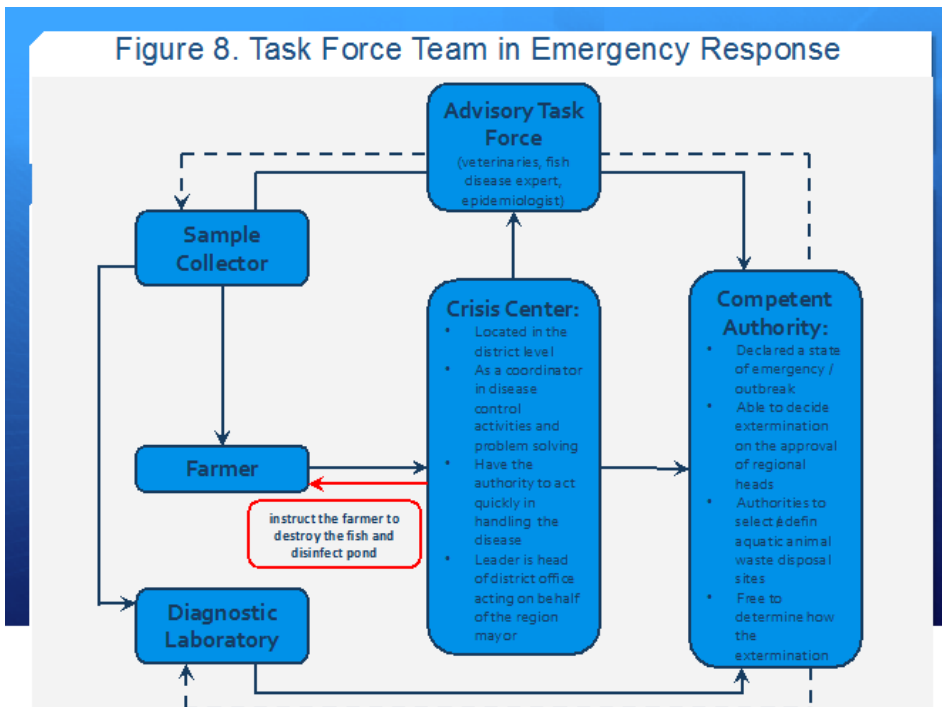 Figure 8. Task Force Team in Emergency Response
Advisory Task
Force
(veterinaries, fish
disease expert,
epidemiologist)
Sample
Collector
Crisis Center:
• Located in the
district level
• As a coordinator
in disease
control
activities and
problem solving
• Have the
authority to act
quickly in
handling the
disease
• Leader is head
of district office
acting on behalf
of the region
mayor
Competent
Authority:
• Declared a state
of emergency /
outbreak
• Able to decide
extermination
on the approval
of regional
heads
• Authorities to
aquatic animal
waste disposal
sites
• Free to
determine how
the
extermination
Farmer
instruct the farmer to
destroy the fish and
disinfect pond
Diagnostic
Laboratory